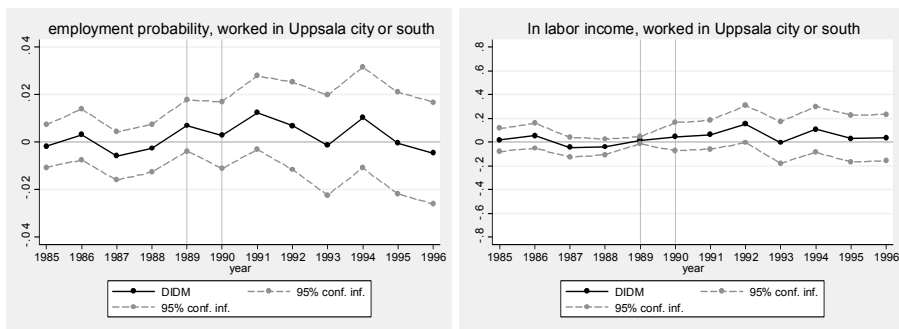 employment probability, worked in Uppsala city or south
.04
.02
0
-.02
-.04
1985 1986 1987 1988 1989 1990 1991 1992 1993 1994 1995 1996
year
DIDM 95% conf. inf.
95% conf. inf.
ln labor income, worked in Uppsala city or south
.8
.6
.4
.2
0
-.2
-.4
-.6
-.8
1985 1986 1987 1988 1989 1990 1991 1992 1993 1994 1995 1996
year
DIDM 95% conf. inf.
95% conf. inf.